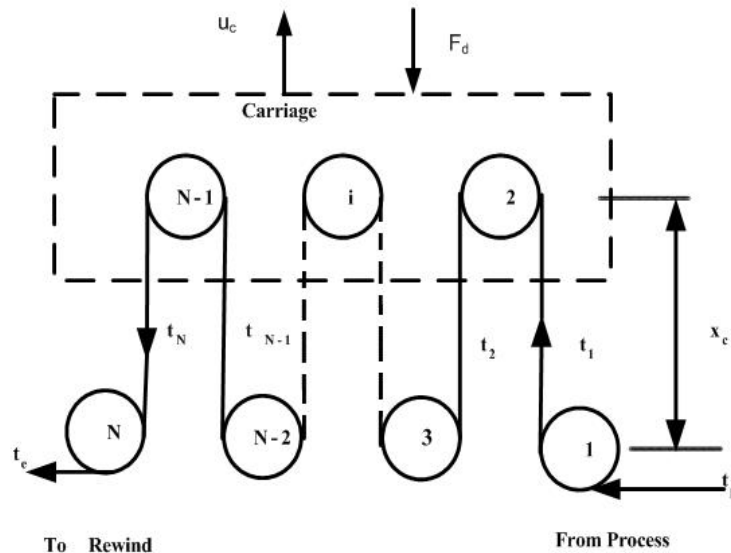 u_c
F_d
Carriage
N-1 i 2
t_N t_N-1 t_2 t_1 x_c
N N-2 3 1
t_e
To Rewind From Process